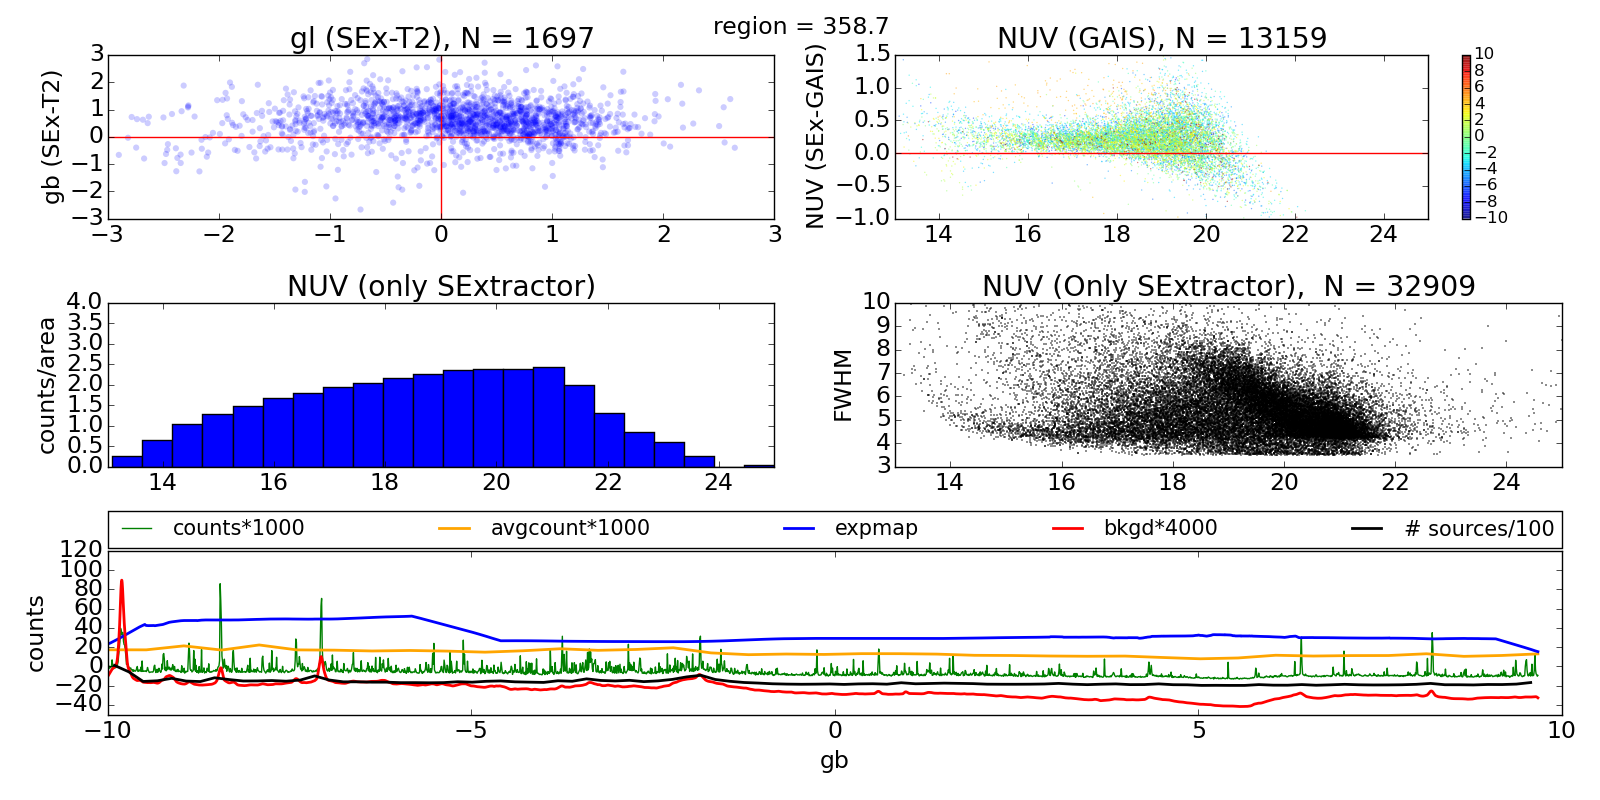 region = 358.7
gl (SEx-T2), N = 1697
gb (SEx-T2)
3
2
1
0
−1
−2
−3
−3 −2 −1 0 1 2 3
NUV (GAIS), N = 13159
NUV (SEx-GAIS)
1.5
1.0
0.5
0.0
−0.5
−1.0
14 16 18 20 22 24
10
8
6
4
2
0
−2
−4
−6
−8
−10
NUV (only SExtractor)
counts/area
4.0
3.5
3.0
2.5
2.0
1.5
1.0
0.5
0.0
14 16 18 20 22 24
NUV (Only SExtractor), N = 32909
FWHM
10
9
8
7
6
5
4
3
14 16 18 20 22 24
counts*1000 avgcount*1000 expmap bkgd*4000 # sources/100
counts
120
100
80
60
40
20
0
−20
−40
−10 −5 0 5 10
gb